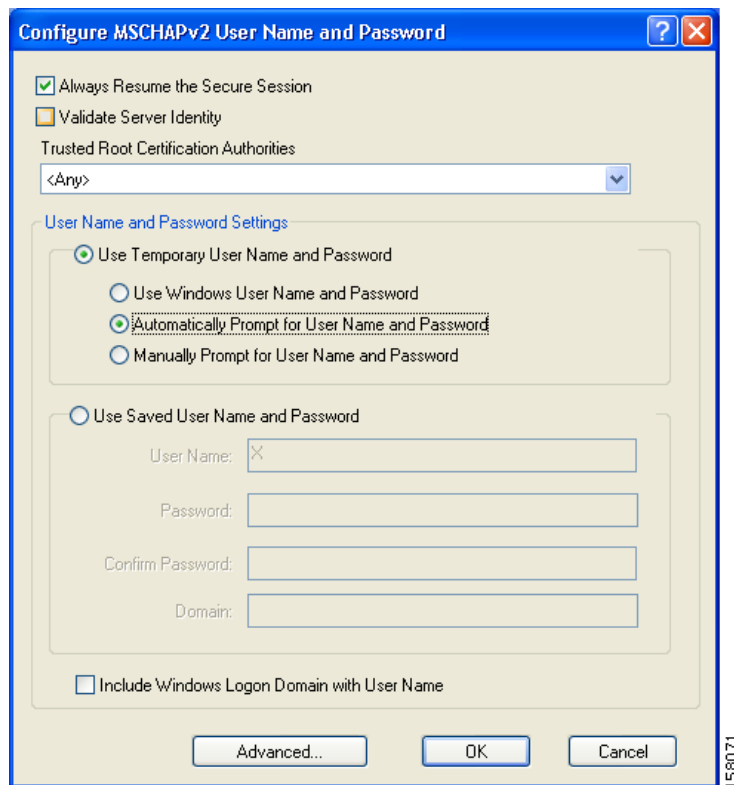 Configure MSCHAPv2 User Name and Password
Always Resume the Secure Session
Validate Server Identity
Trusted Root Certification Authorities
<Any>
User Name and Password Settings
Use Temporary User Name and Password
Use Windows User Name and Password
Automatically Prompt for User Name and Password
Manually Prompt for User Name and Password
Use Saved User Name and Password
User Name: X
Password:
Confirm Password:
Domain:
Include Windows Logon Domain with User Name
Advanced... OK Cancel
158071